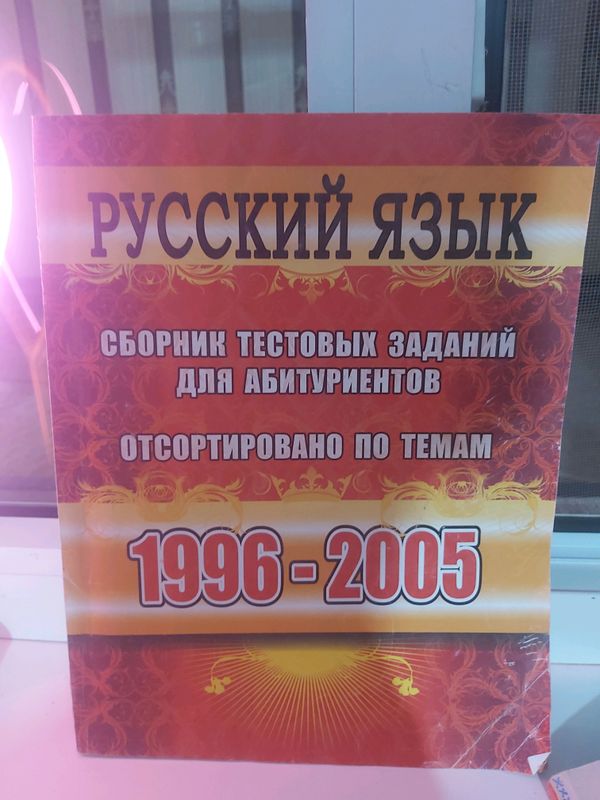 РУССКИЙ ЯЗЫК
СБОРНИК ТЕСТОВЫХ ЗАДАНИЙ
ДЛЯ АБИТУРИЕНТОВ
ОТСОРТИРОВАНО ПО ТЕМАМ
1996 - 2005